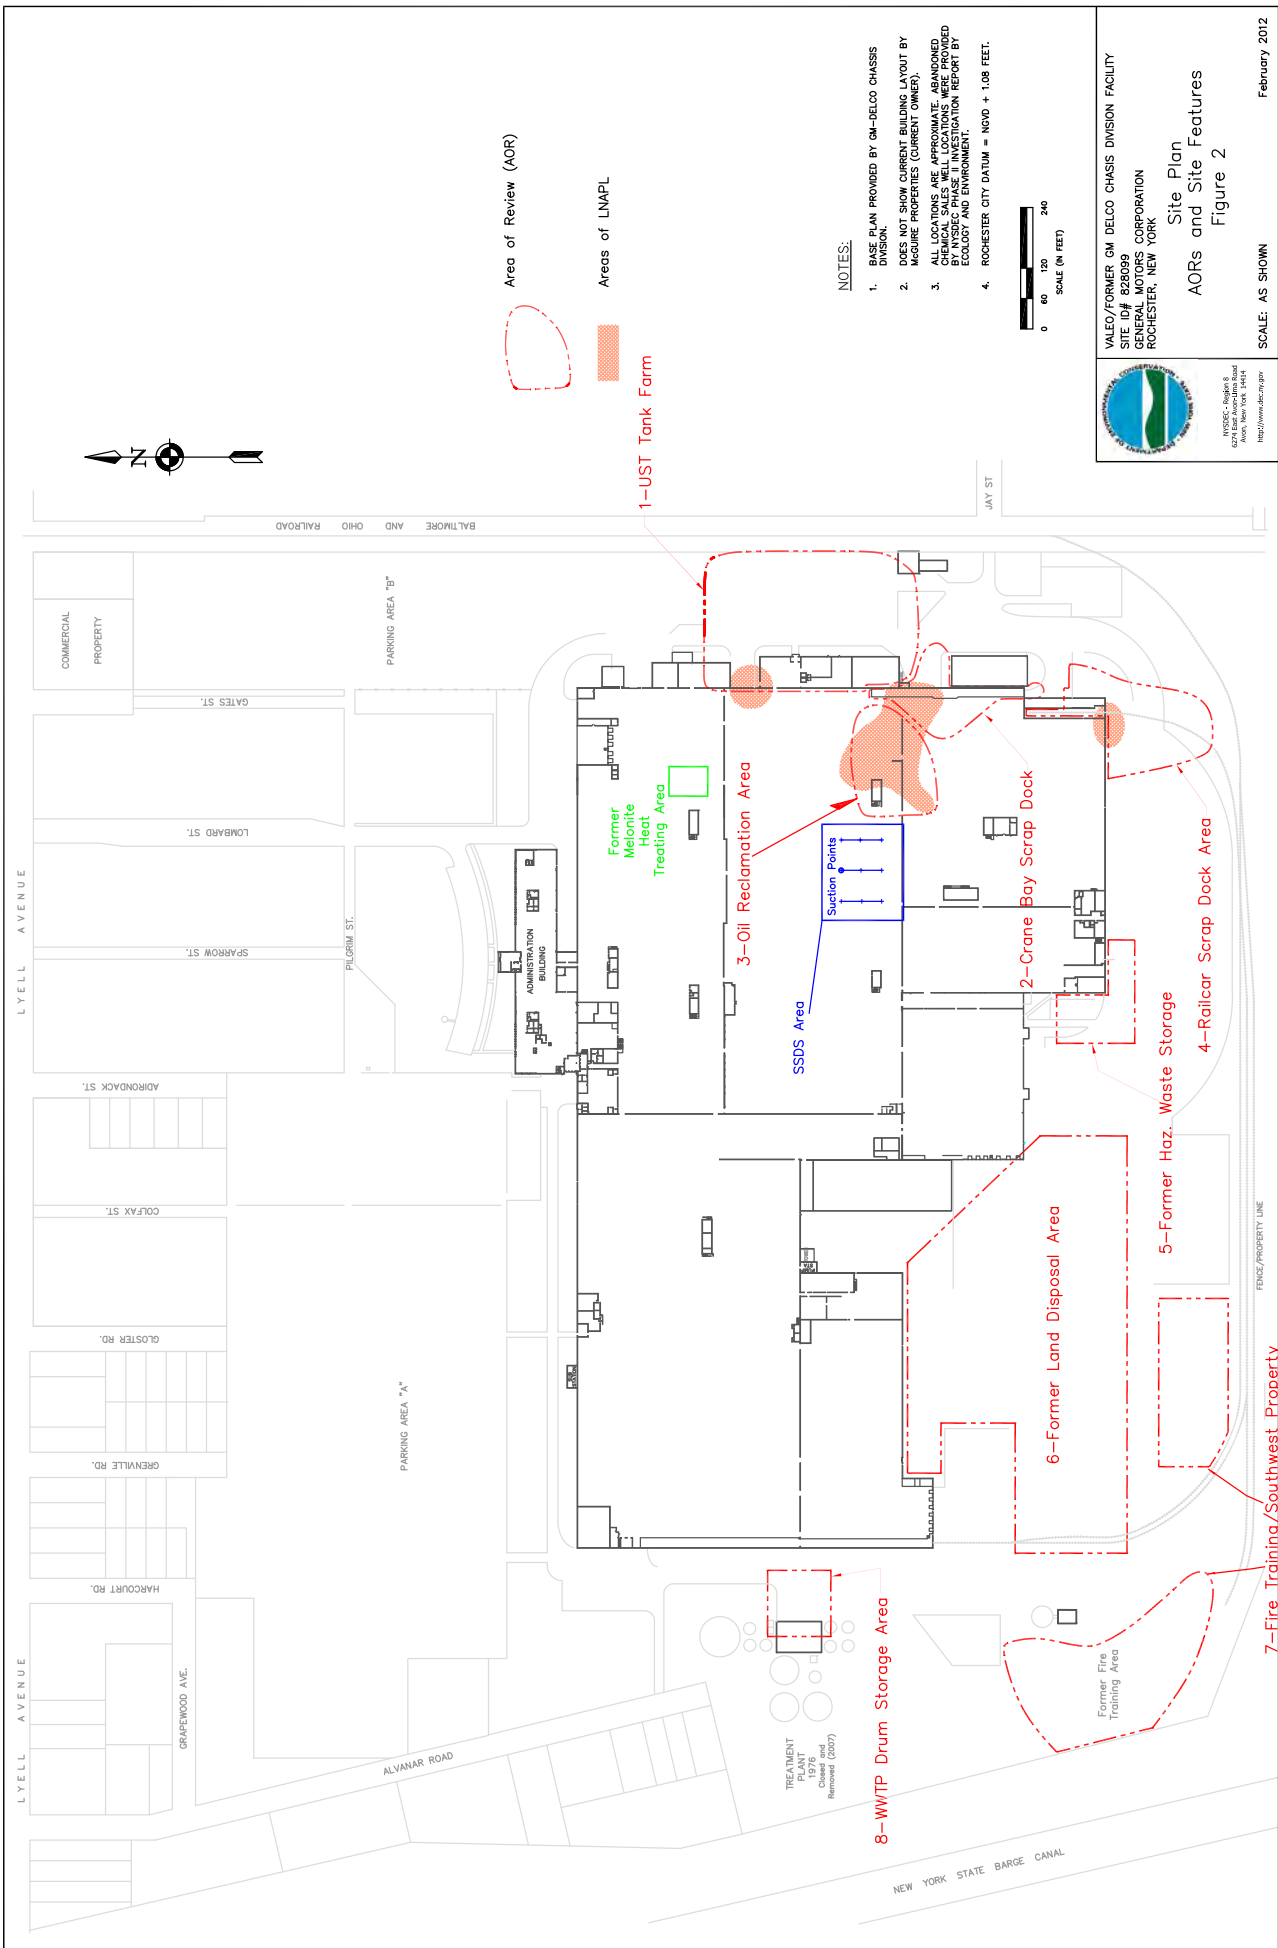 LYELL AVENUE
LYELL AVENUE
COMMERCIAL
PROPERTY
GATES ST.
LOMBARD ST.
SPARROW ST.
PILGRIM ST.
ADIRONDACK ST.
COLFAX ST.
GLOSTER RD.
GRENVILLE RD.
HARCOURT RD.
GRAPEWOOD AVE.
ALVANAR ROAD
PARKING AREA "B"
PARKING AREA "A"
BALTIMORE AND OHIO RAILROAD
N
Area of Review (AOR)
Areas of LNAPL
1-UST Tank Farm
ADMINISTRATION
BUILDING
SUB
STATION
Former
Melonite
Heat
Treating Area
3-Oil Reclamation Area
Suction Points
SSDS Area
2-Crane Bay Scrap Dock
4-Railcar Scrap Dock Area
5-Former Haz. Waste Storage
6-Former Land Disposal Area
7-Fire Training/Southwest Property
8-WWTP Drum Storage Area
Former Fire
Training Area
TREATMENT
PLANT
1976
Closed and
Removed (2007)
NEW YORK STATE BARGE CANAL
FENCE/PROPERTY LINE
JAY ST
NOTES:
1. BASE PLAN PROVIDED BY GM-DELCO CHASSIS
DIVISION.
2. DOES NOT SHOW CURRENT BUILDING LAYOUT BY
McGUIRE PROPERTIES (CURRENT OWNER).
3. ALL LOCATIONS ARE APPROXIMATE. ABANDONED
CHEMICAL SALES WELL LOCATIONS WERE PROVIDED
BY NYSDEC PHASE II INVESTIGATION REPORT BY
ECOLOGY AND ENVIRONMENT.
4. ROCHESTER CITY DATUM = NGVD + 1.08 FEET.
0 60 120 240
SCALE (IN FEET)
NYSDEC - Region 8
6274 East Avon-Lima Road
Avon, New York 14414
http://www.dec.ny.gov
VALEO/FORMER GM DELCO CHASIS DIVISION FACILITY
SITE ID# 828099
GENERAL MOTORS CORPORATION
ROCHESTER, NEW YORK
Site Plan
AORs and Site Features
Figure 2
SCALE: AS SHOWN
February 2012